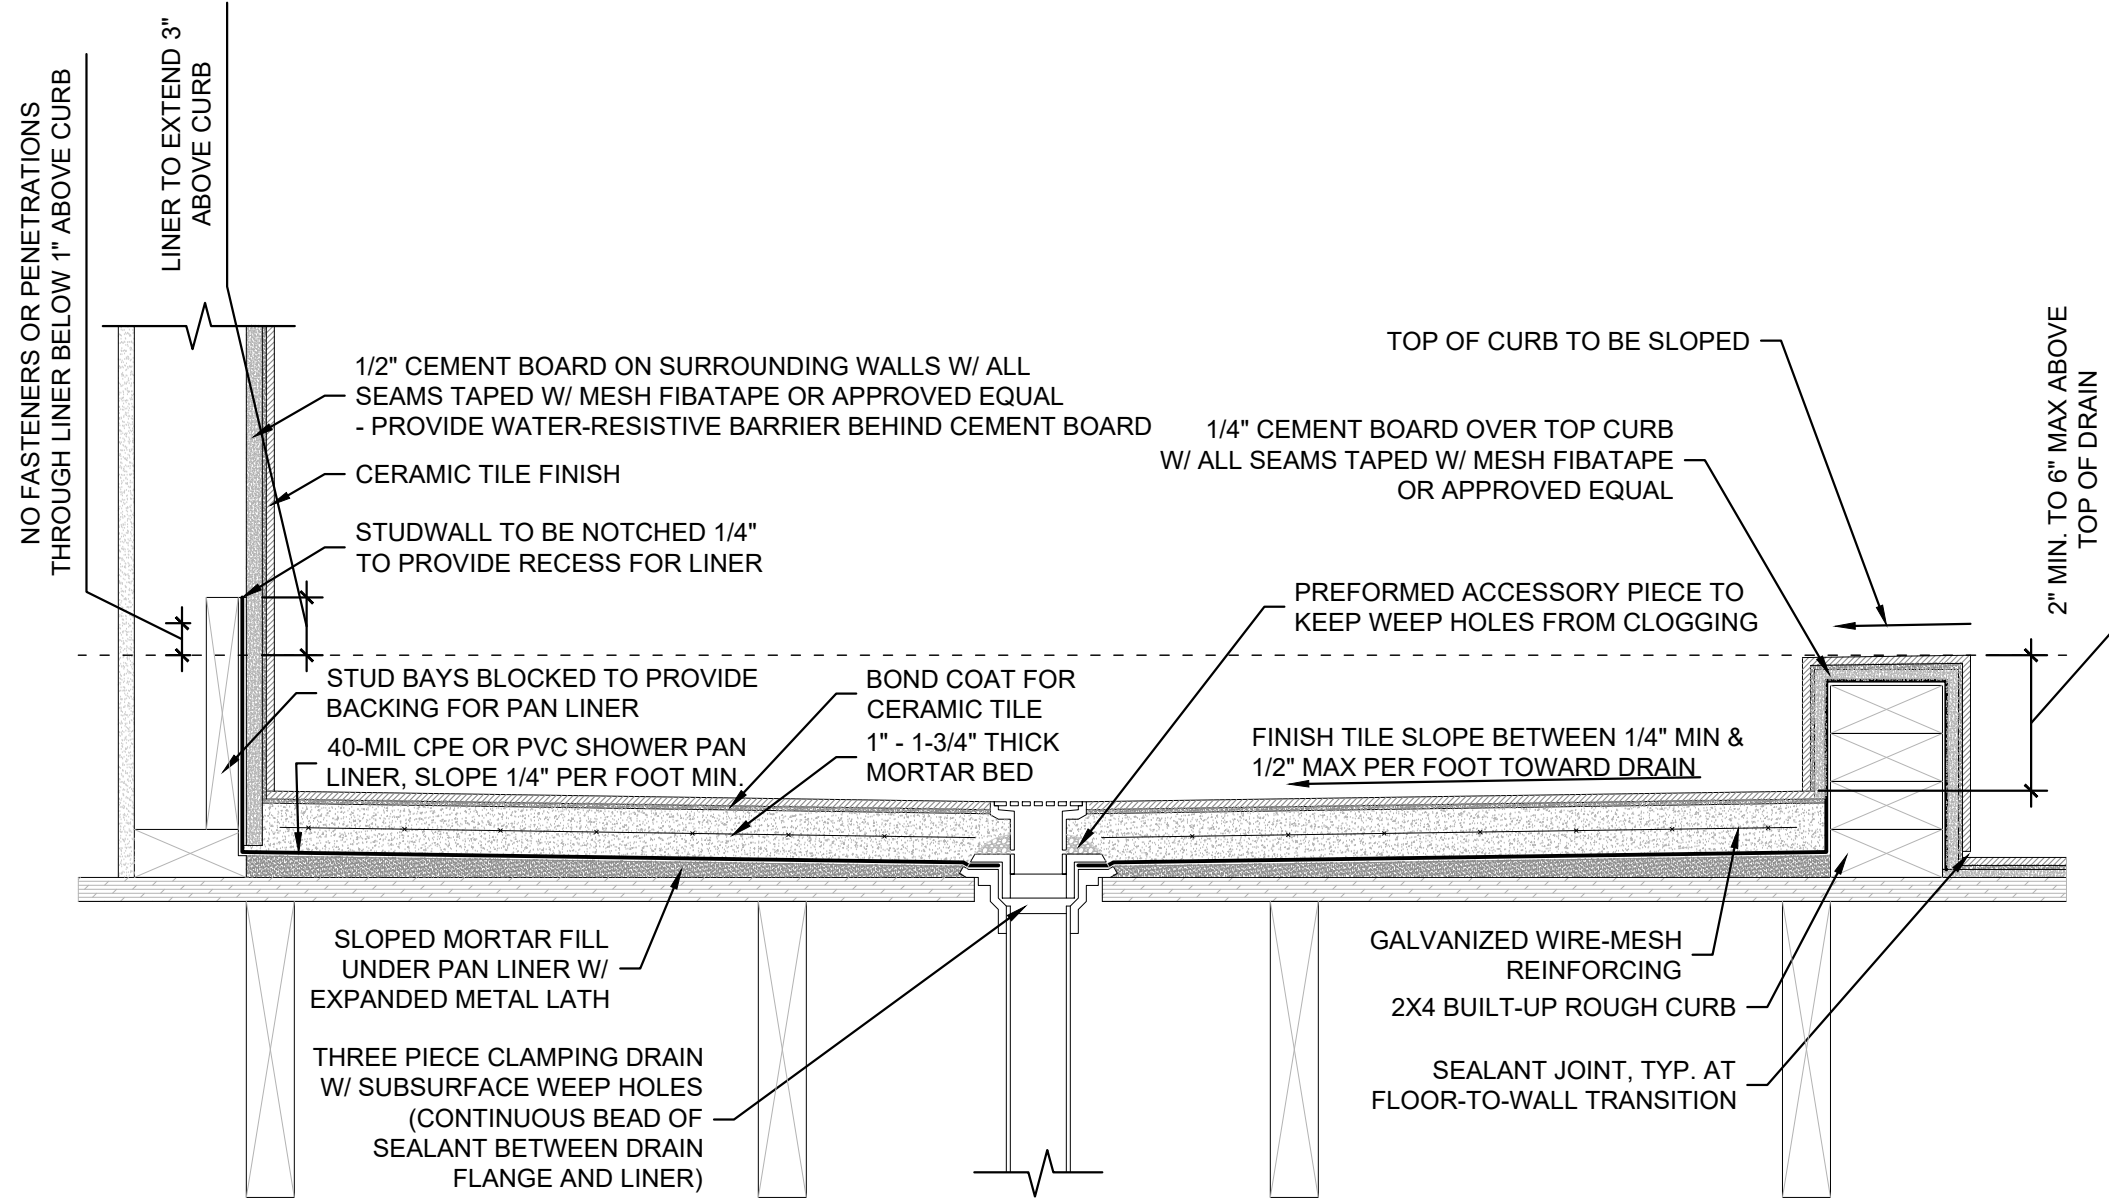 NO FASTENERS OR PENETRATIONS
THROUGH LINER BELOW 1" ABOVE CURB
LINER TO EXTEND 3"
ABOVE CURB
1/2" CEMENT BOARD ON SURROUNDING WALLS W/ ALL
SEAMS TAPED W/ MESH FIBATAPE OR APPROVED EQUAL
- PROVIDE WATER-RESISTIVE BARRIER BEHIND CEMENT BOARD
CERAMIC TILE FINISH
STUDWALL TO BE NOTCHED 1/4"
TO PROVIDE RECESS FOR LINER
STUD BAYS BLOCKED TO PROVIDE
BACKING FOR PAN LINER
40-MIL CPE OR PVC SHOWER PAN
LINER, SLOPE 1/4" PER FOOT MIN.
BOND COAT FOR
CERAMIC TILE
1" - 1-3/4" THICK
MORTAR BED
TOP OF CURB TO BE SLOPED
1/4" CEMENT BOARD OVER TOP CURB
W/ ALL SEAMS TAPED W/ MESH FIBATAPE
OR APPROVED EQUAL
PREFORMED ACCESSORY PIECE TO
KEEP WEEP HOLES FROM CLOGGING
FINISH TILE SLOPE BETWEEN 1/4" MIN &
1/2" MAX PER FOOT TOWARD DRAIN
2" MIN. TO 6" MAX ABOVE
TOP OF DRAIN
SLOPED MORTAR FILL
UNDER PAN LINER W/
EXPANDED METAL LATH
THREE PIECE CLAMPING DRAIN
W/ SUBSURFACE WEEP HOLES
(CONTINUOUS BEAD OF
SEALANT BETWEEN DRAIN
FLANGE AND LINER)
GALVANIZED WIRE-MESH
REINFORCING
2X4 BUILT-UP ROUGH CURB
SEALANT JOINT, TYP. AT
FLOOR-TO-WALL TRANSITION